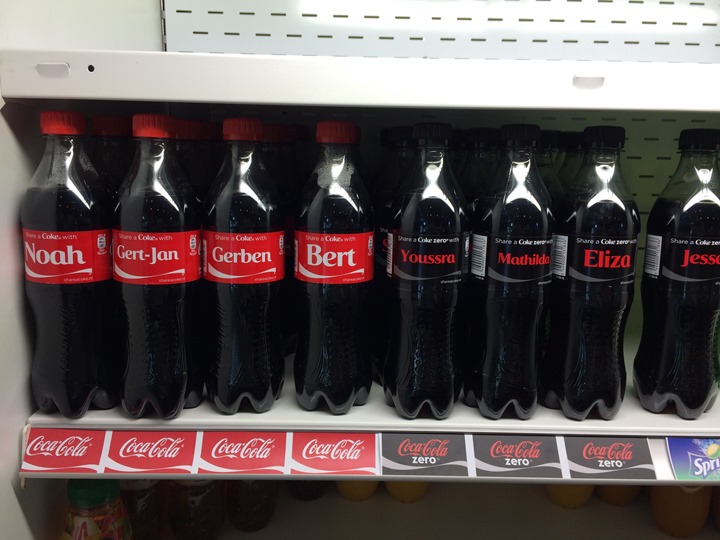 Share a Coke with
Noah
Share a Coke with
Gert-Jan
Share a Coke with
Gerben
Share a Coke with
Bert
Share a Coke zero with
Youssra
Share a Coke zero with
Mathilda
Share a Coke zero with
Eliza
Share a Coke zero
Jesse
Coca-Cola
Coca-Cola
Coca-Cola
Coca-Cola
Coca-Cola
zero
Coca-Cola
zero
Coca-Cola
zero
Spri